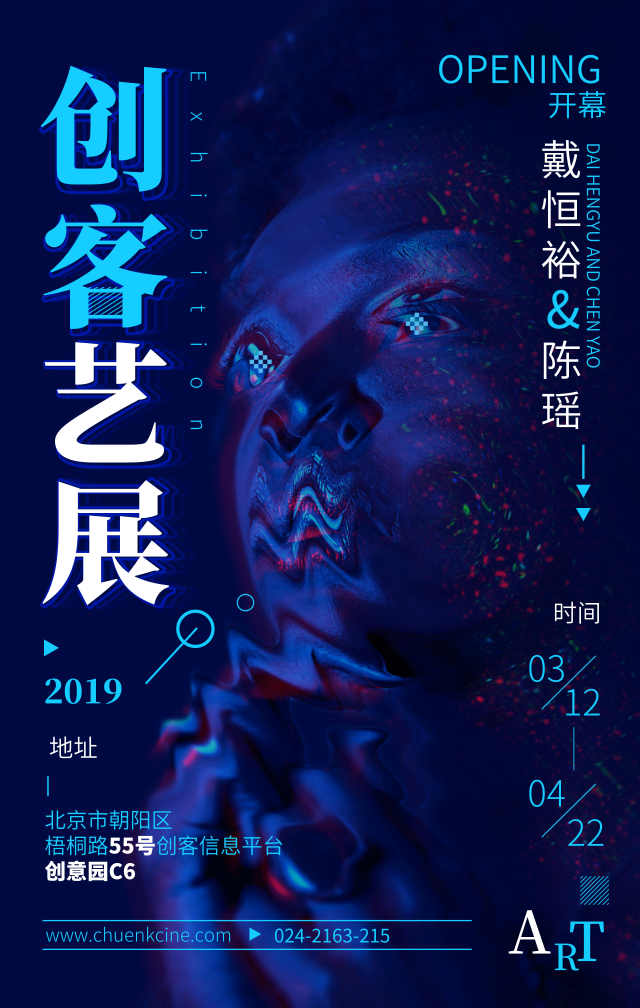 创客艺展
Exhibition
OPENING
开幕
戴恒裕&陈瑶
DAI HENGYU AND CHEN YAO
2019
地址
北京市朝阳区
梧桐路55号创客信息平台
创意园C6
时间
03/12
04/22
www.chuenkcine.com
024-2163-215
ART